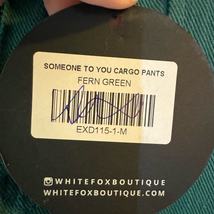 SOMEONE TO YOU CARGO PANTS
FERN GREEN
EXD115-1-M
WHITEFOXBOUTIQUE
WHITEFOXBOUTIQUE.COM